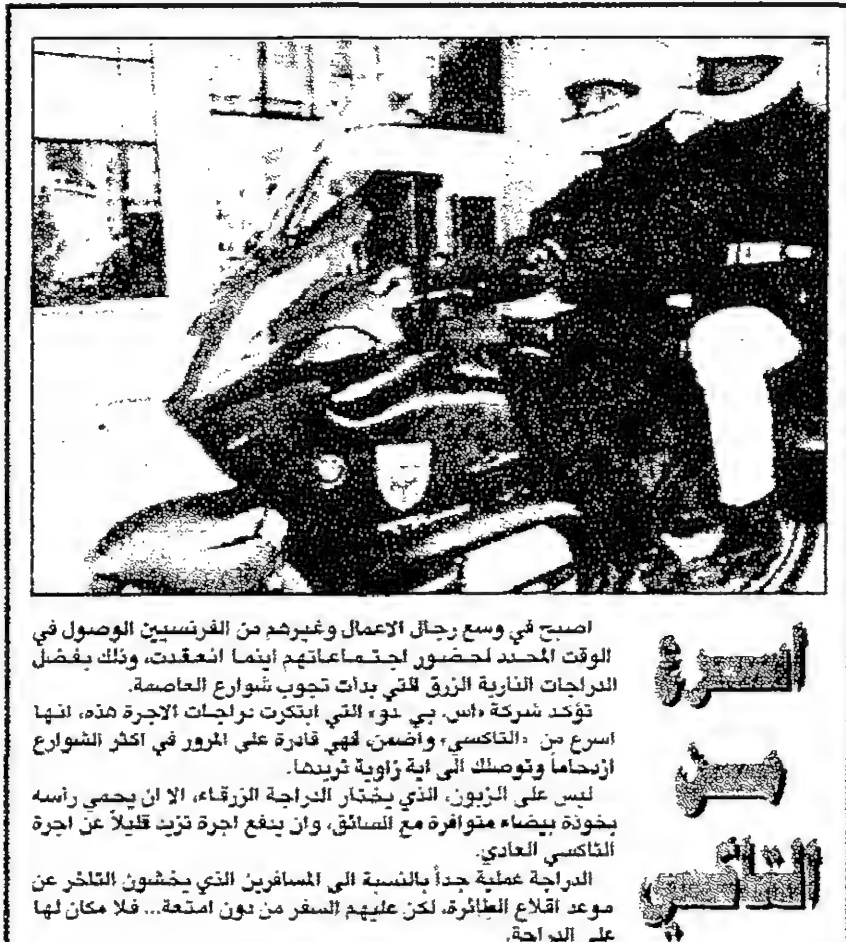 أسرع
من
التاكسي
اصبح في وسع رجال الاعمال وغيرهم من الفرنسيين الوصول في
الوقت المحدد لحضور اجتماعاتهم اينما انعقدت، وذلك بفضل
الدراجات النارية الزرق التي بدأت تجوب شوارع العاصمة.
تؤكد شركة «اس. بي. دو» التي ابتكرت دراجات الاجرة هذه، انها
اسرع من «التاكسي» واضمن، فهي قادرة على المرور في اكثر الشوارع
ازدحاماً وتوصلك الى اية زاوية تريدها.
ليس على الزبون، الذي يختار الدراجة الزرقاء، الا ان يحمي رأسه
بخوذة بيضاء متوافرة مع السائق، وان يدفع اجرة تزيد قليلاً عن اجرة
التاكسي العادي.
الدراجة عملية جداً بالنسبة الى المسافرين الذي يخشون التاخر عن
موعد اقلاع الطائرة، لكن عليهم السفر من دون امتعة... فلا مكان لها
على الدراجة.